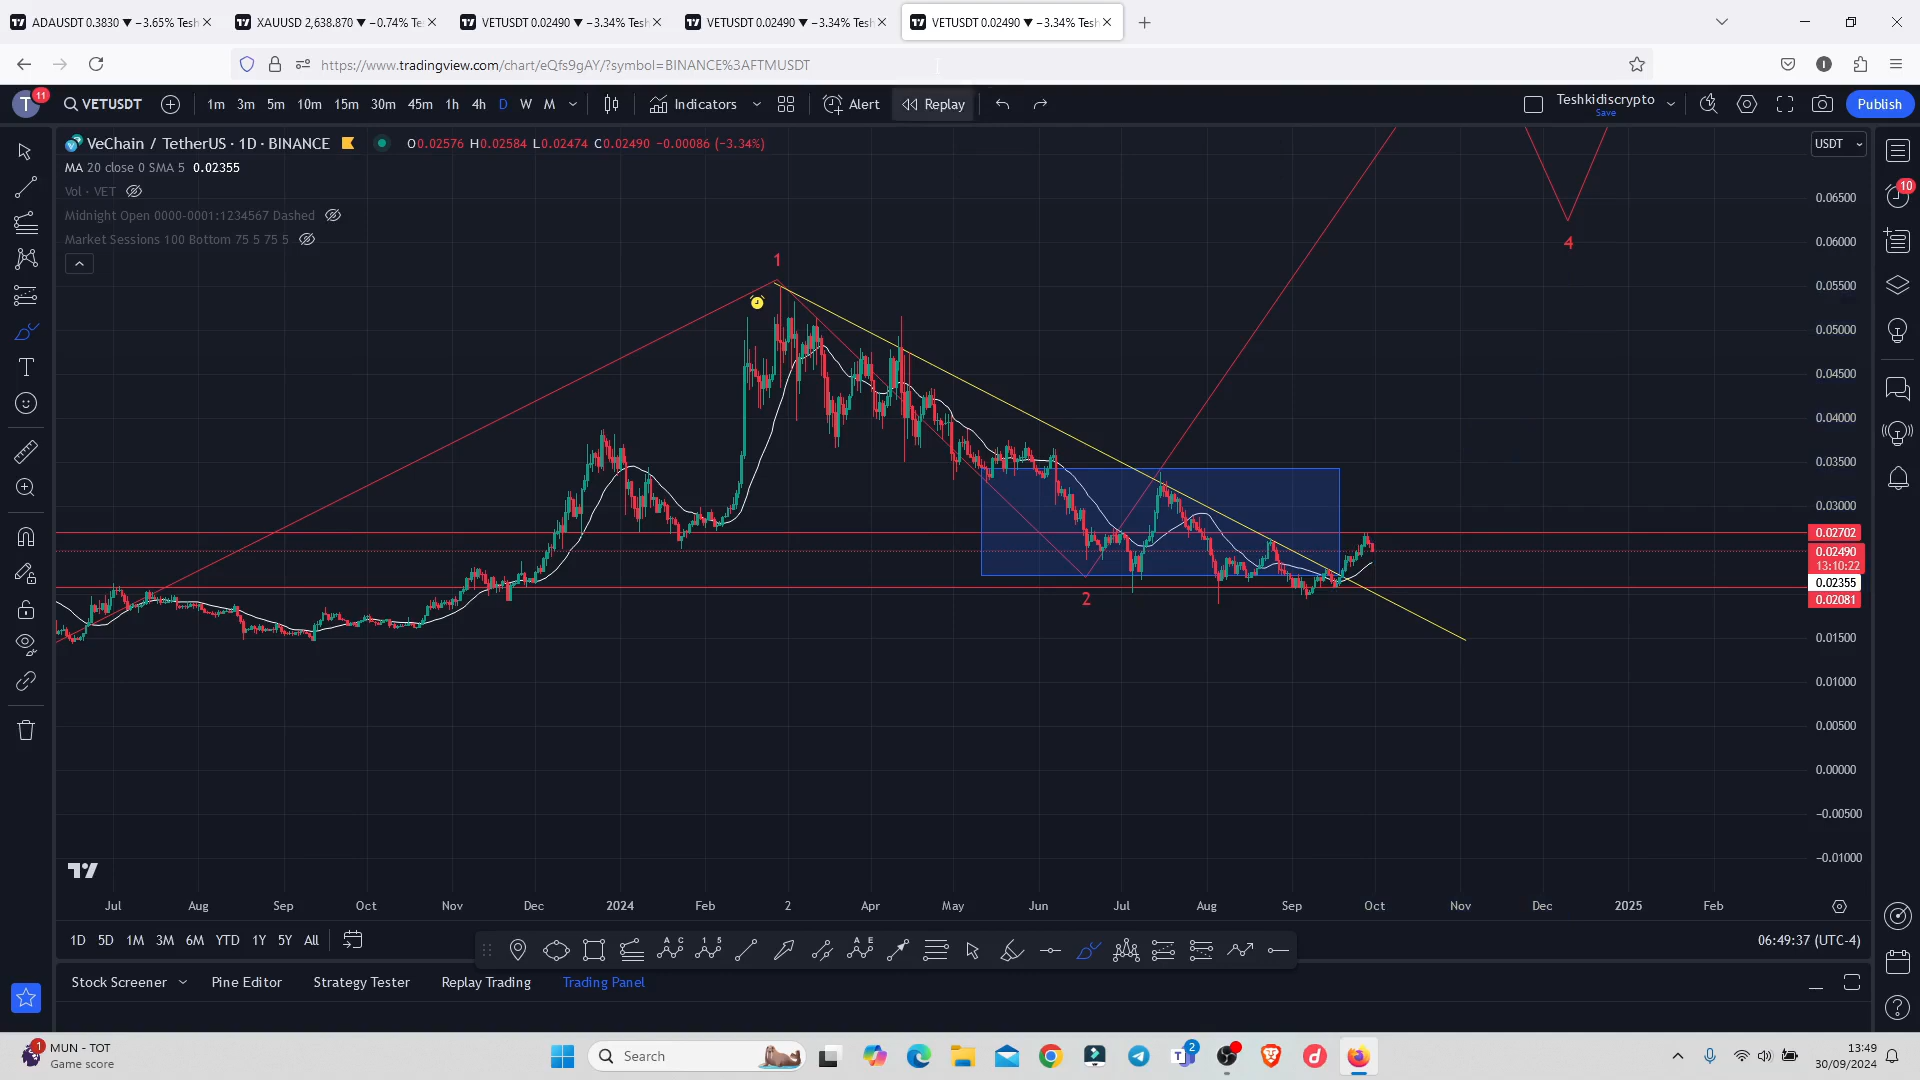 ADAUSDT 0.3830 ▼ −3.65% Tesh
XAUUSD 2,638.870 ▼ −0.74% T
VETUSDT 0.02490 ▼ −3.34% Tesh
VETUSDT 0.02490 ▼ −3.34% Tesh
VETUSDT 0.02490 ▼ −3.34% Tesh
https://www.tradingview.com/chart/eQfs9gAY/?symbol=BINANCE%3AFTMUSDT
T 11 VETUSDT 1m 3m 5m 10m 15m 30m 45m 1h 4h D W M Indicators Alert Replay Teshkidiscrypto Save Publish
VeChain / TetherUS · 1D · BINANCE O0.02576 H0.02584 L0.02474 C0.02490 −0.00086 (−3.34%)
USDT
MA 20 close 0 SMA 5 0.02355
Vol · VET
Midnight Open 0000-0001:1234567 Dashed
Market Sessions 100 Bottom 75 5 75 5
10
1
2
4
0.06500
0.06000
0.05500
0.05000
0.04500
0.04000
0.03500
0.03000
0.02702
0.02490
13:10:22
0.02355
0.02081
0.01500
0.01000
0.00500
0.00000
−0.00500
−0.01000
Jul Aug Sep Oct Nov Dec 2024 Feb 2 Apr May Jun Jul Aug Sep Oct Nov Dec 2025 Feb
1D 5D 1M 3M 6M YTD 1Y 5Y All
06:49:37 (UTC-4)
Stock Screener Pine Editor Strategy Tester Replay Trading Trading Panel
1 MUN - TOT
Game score
Search
2
13:49
30/09/2024